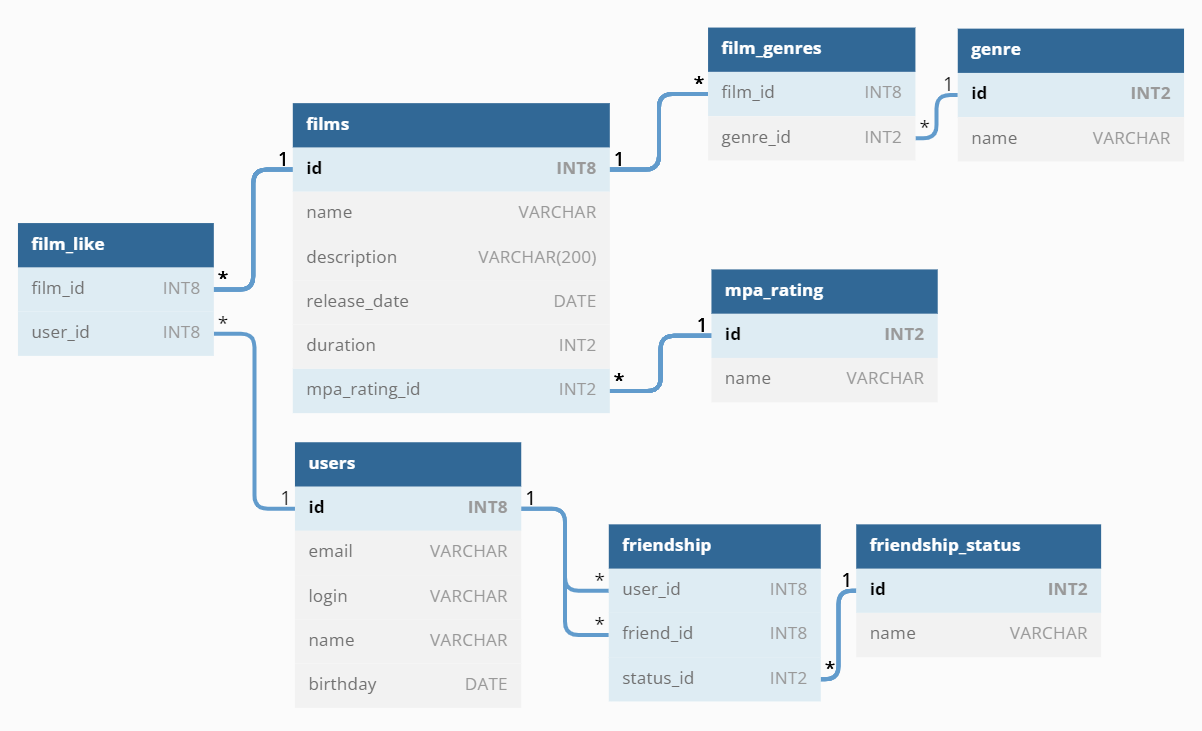 film_genres
film_id INT8
genre_id INT2
genre
id INT2
name VARCHAR
films
id INT8
name VARCHAR
description VARCHAR(200)
release_date DATE
duration INT2
mpa_rating_id INT2
film_like
film_id INT8
user_id INT8
mpa_rating
id INT2
name VARCHAR
users
id INT8
email VARCHAR
login VARCHAR
name VARCHAR
birthday DATE
friendship
user_id INT8
friend_id INT8
status_id INT2
friendship_status
id INT2
name VARCHAR
1
*
1
*
1
*
1
*
1
*
1
*
*
1
*